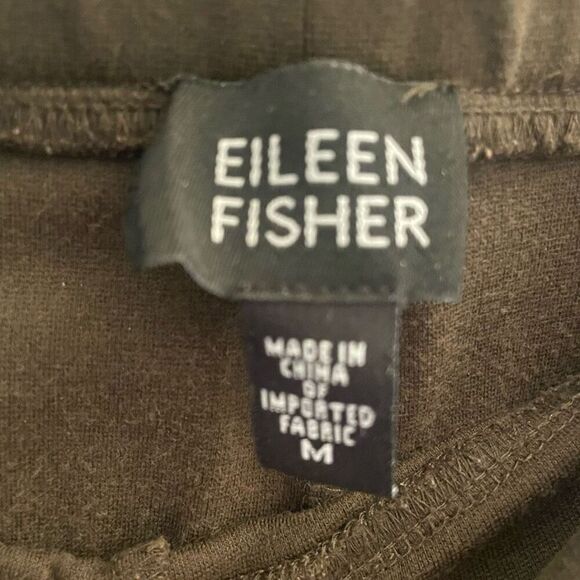 EILEEN
FISHER
MADE IN
CHINA
OF
IMPORTED
FABRIC
M